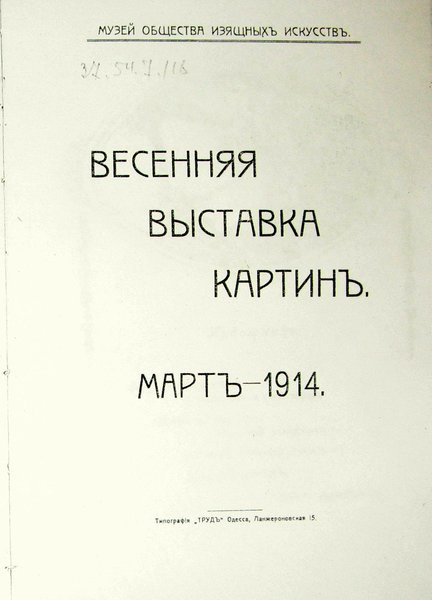 МУЗЕЙ ОБЩЕСТВА ИЗЯЩНЫХЪ ИСКУССТВЪ.
ВЕСЕННЯЯ
ВЫСТАВКА
КАРТИНЪ.
МАРТЪ—1914.
Типографія „ТРУДЪ“ Одесса, Ланжероновская 15.